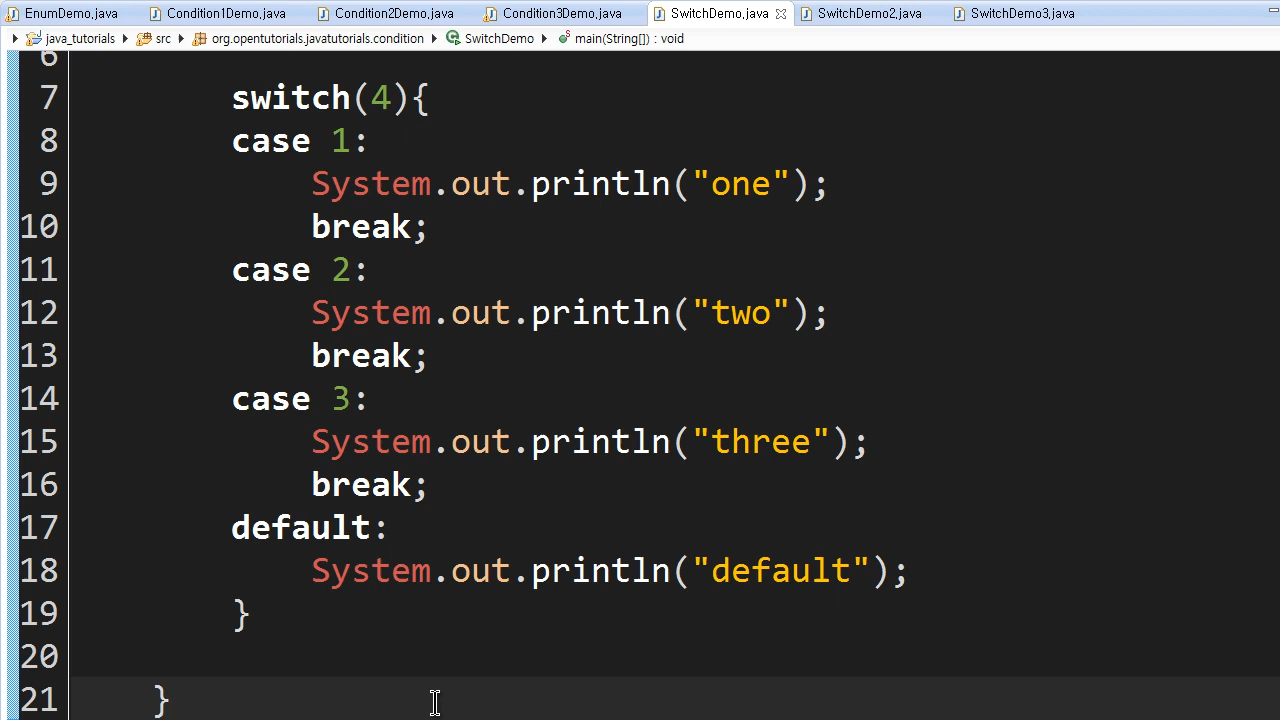 EnumDemo.java Condition1Demo.java Condition2Demo.java Condition3Demo.java SwitchDemo.java SwitchDemo2.java SwitchDemo3.java
java_tutorials src org.opentutorials.javatutorials.condition SwitchDemo main(String[]) : void
6
7 switch(4){
8 case 1:
9 System.out.println("one");
10 break;
11 case 2:
12 System.out.println("two");
13 break;
14 case 3:
15 System.out.println("three");
16 break;
17 default:
18 System.out.println("default");
19 }
20
21 }